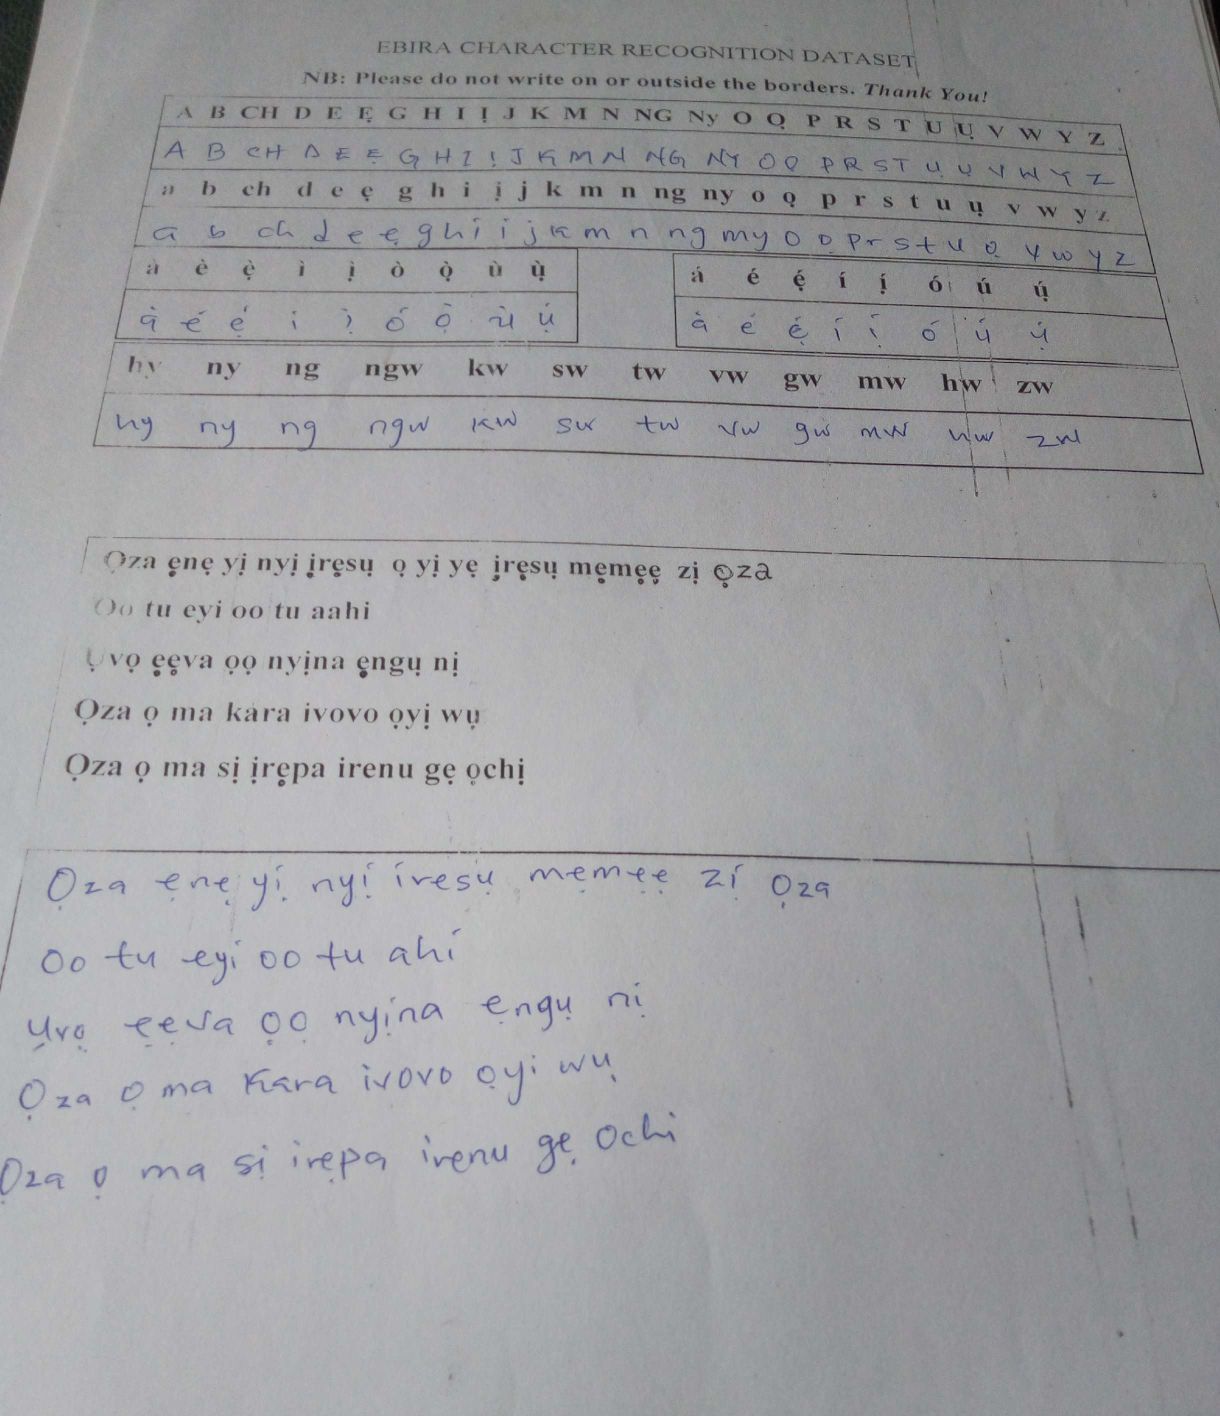 EBIRA CHARACTER RECOGNITION DATASET
NB: Please do not write on or outside the borders. Thank You!
A B CH D E Ẹ G H I Ị J K M N NG Ny O Ọ P R S T U Ụ V W Y Z
A B CH D E Ẹ G H I Ị J K M N NG NY O Ọ P R S T U Ụ V W Y Z
a b ch d e ẹ g h i ị j k m n ng ny o ọ p r s t u ụ v w y z
a b ch d e ẹ g h i ị j k m n ng my o ọ p r s t u ọ v w y z
à è ẹ̀ ì ị̀ ò ọ̀ ù ụ̀ á é ẹ́ í ị́ ó ú ụ́
à é ẹ́ i ị̀ ó ọ̀ ù ụ́ à é ẹ́ í ị́ ó ú ụ́
hy ny ng ngw kw sw tw vw gw mw hw zw
hy ny ng ngw kw sw tw vw gw mw hw zw
Ọza ẹnẹ yị nyị ịrẹsụ ọ yị yẹ ịrẹsụ mẹmẹẹ zị ọza
Oo tu eyi oo tu aahi
Ụvọ ẹẹva ọọ nyịna ẹngụ nị
Ọza ọ ma kara ivovo ọyị wụ
Ọza ọ ma sị ịrẹpa irenu gẹ ọchị
Ọza ẹnẹ yị nyị iresụ mẹmẹẹ zị Ọza
Oo tu eyi oo tu ahi
Ụvọ ẹẹva ọọ nyịna ẹngụ nị
Ọza ọ ma kara ivovo ọyi wụ
Ọza ọ ma sị irẹpa irenu gẹ ochi